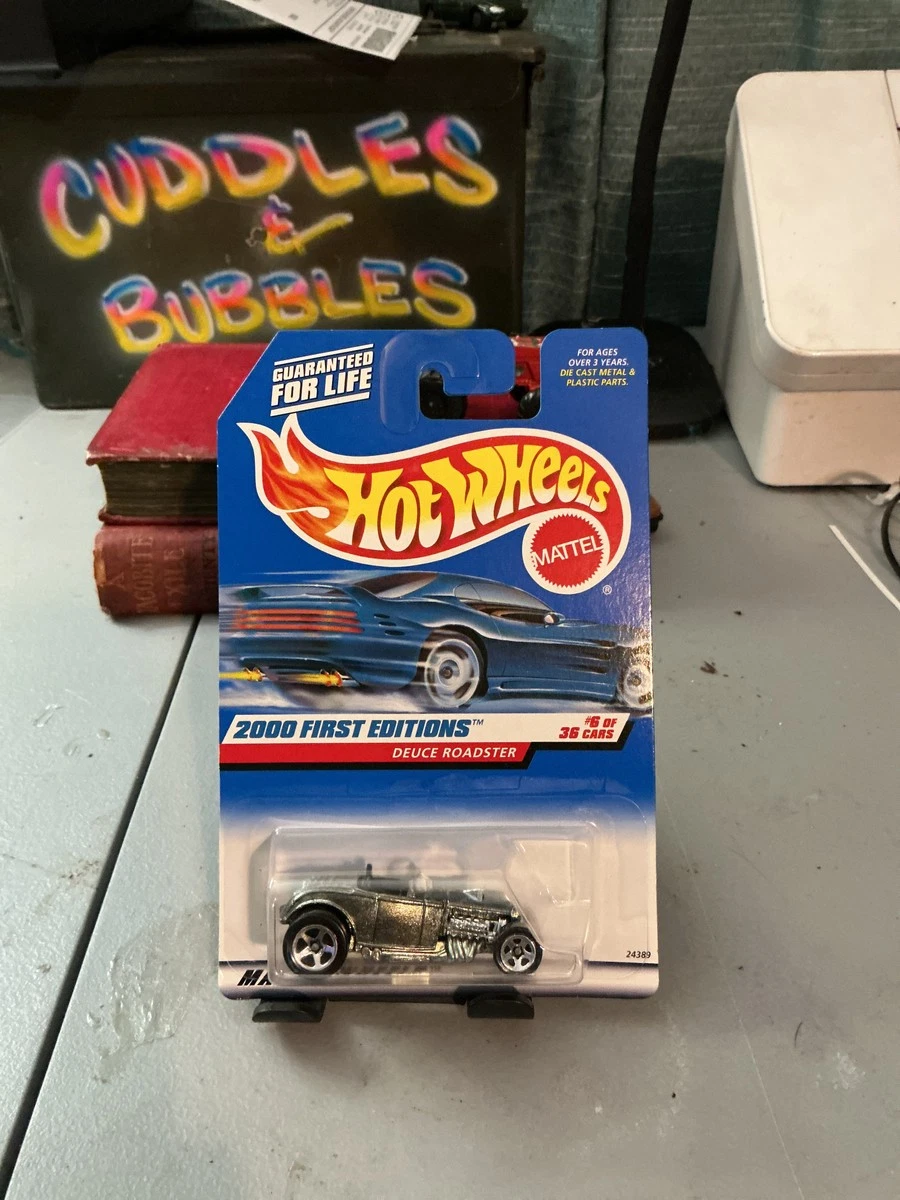 CUDDLES
&
BUBBLES
GUARANTEED
FOR LIFE
FOR AGES
OVER 3 YEARS.
DIE CAST METAL &
PLASTIC PARTS.
HOT WHEELS
MATTEL
®
2000 FIRST EDITIONS™
#6 OF
36 CARS
DEUCE ROADSTER
24389